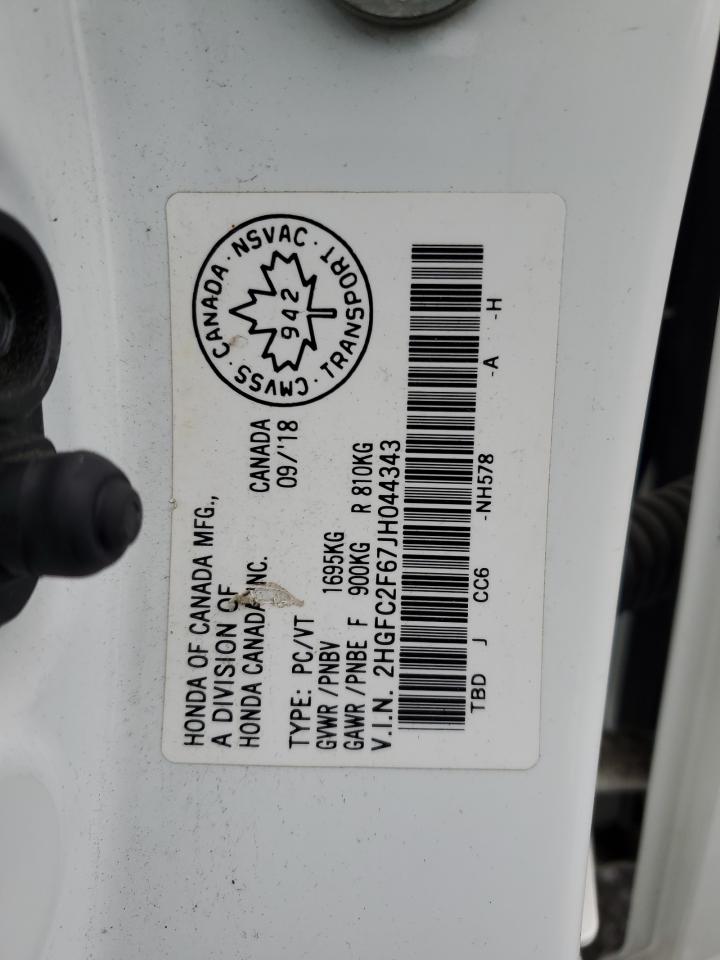 HONDA OF CANADA MFG.,
A DIVISION OF
HONDA CANADA INC.
CANADA
09/'18
TYPE: PC/VT
GVWR/PNBV 1695KG
GAWR/PNBE F 900KG R 810KG
V.I.N. 2HGFC2F67JH044343
TBD J CC6 -NH578 -A -H
CMVSS · CANADA · NSVAC · TRANSPORT
942